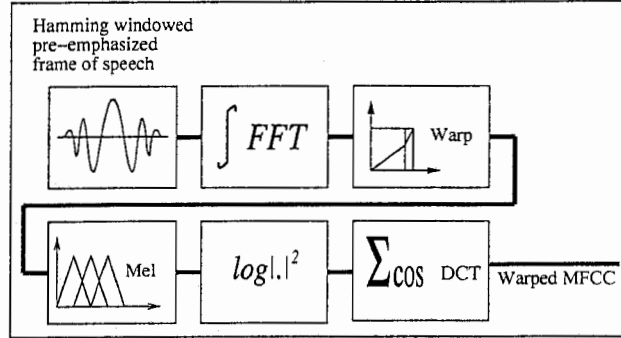 Hamming windowed
pre-emphasized
frame of speech
∫ FFT
Warp
Mel
log|.|²
∑cos DCT
Warped MFCC